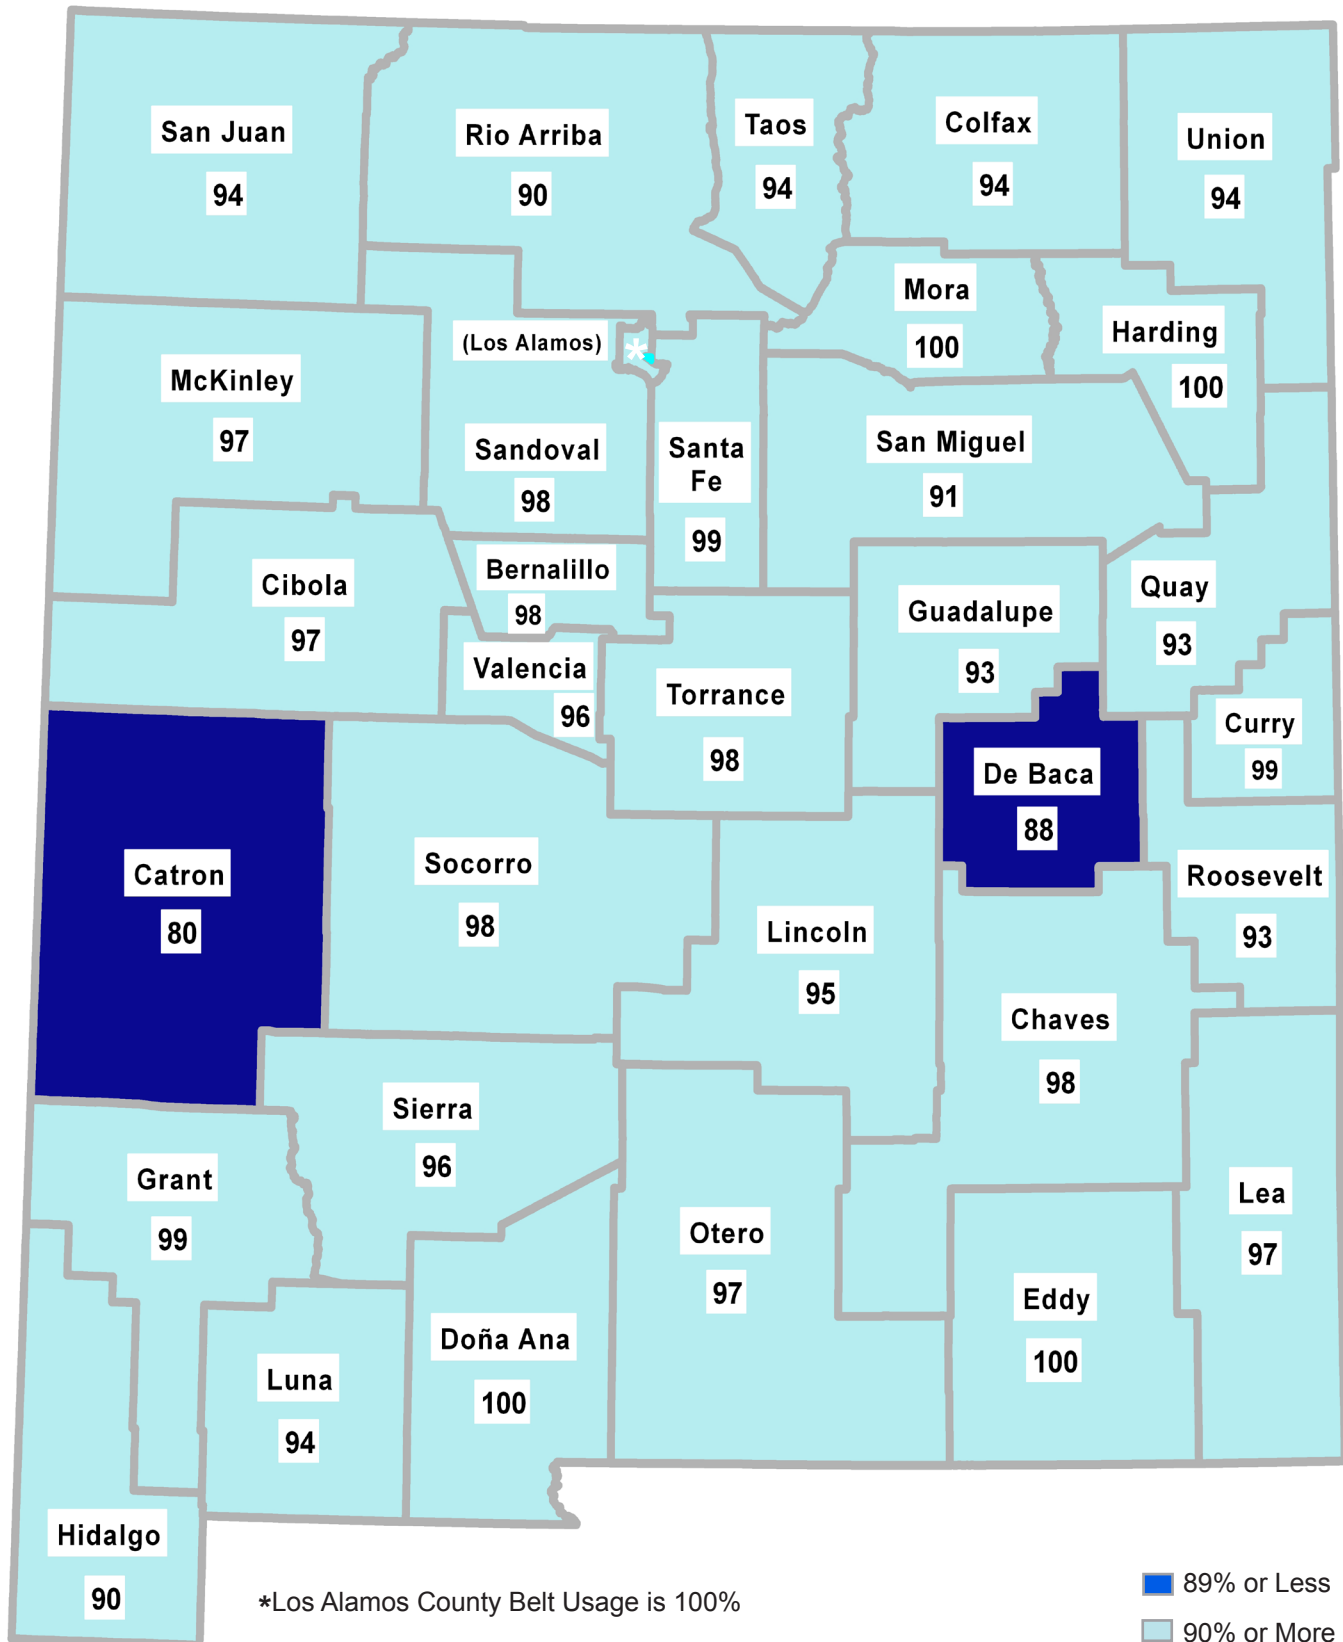 San Juan
94
Rio Arriba
90
Taos
94
Colfax
94
Union
94
Mora
100
Harding
100
(Los Alamos)
*
McKinley
97
Sandoval
98
Santa
Fe
99
San Miguel
91
Cibola
97
Bernalillo
98
Valencia
96
Torrance
98
Guadalupe
93
Quay
93
Curry
99
De Baca
88
Roosevelt
93
Catron
80
Socorro
98
Lincoln
95
Chaves
98
Sierra
96
Grant
99
Otero
97
Eddy
100
Lea
97
Luna
94
Doña Ana
100
Hidalgo
90
*Los Alamos County Belt Usage is 100%
89% or Less
90% or More